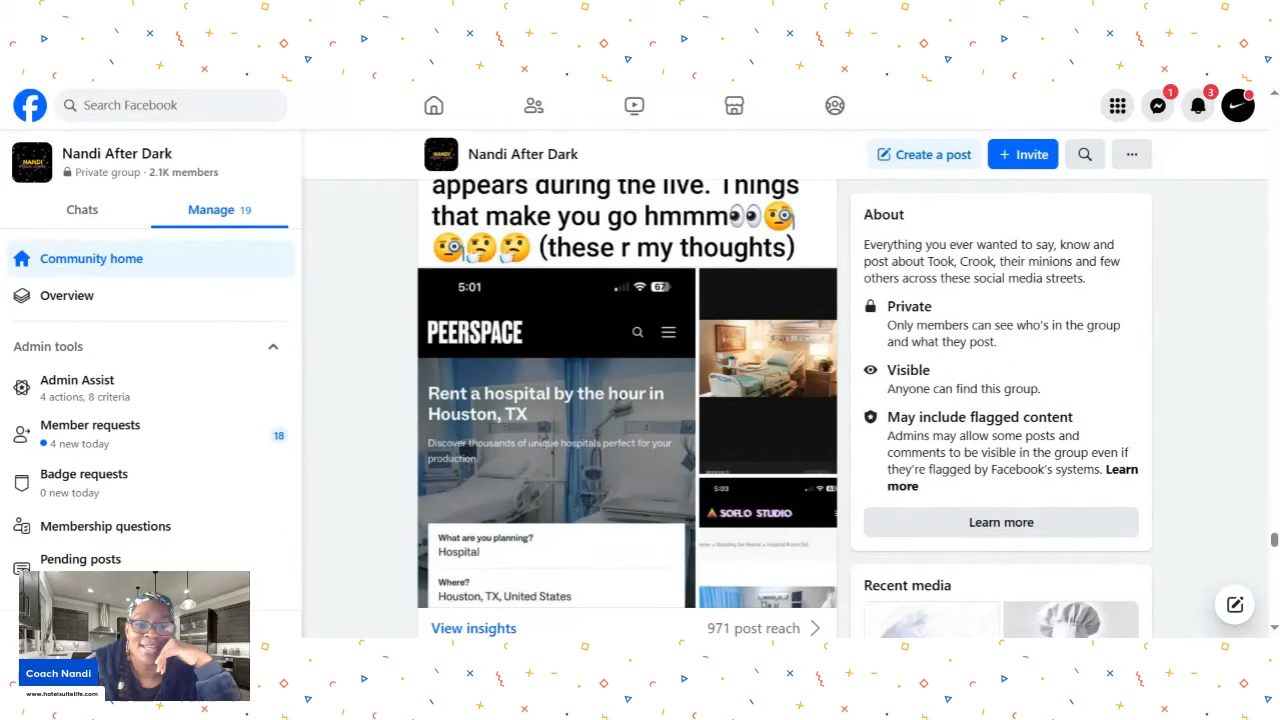 Search Facebook
1
3
Nandi After Dark
Private group · 2.1K members
Chats
Manage 19
Community home
Overview
Admin tools
Admin Assist
4 actions, 8 criteria
Member requests
4 new today
18
Badge requests
0 new today
Membership questions
Pending posts
Coach Nandi
www.hotelsuitelife.com
NANDI
Nandi After Dark
Create a post
+ Invite
appears during the live. Things
that make you go hmmm👀🧐
🧐🤔🤔 (these r my thoughts)
5:01
67
PEERSPACE
Rent a hospital by the hour in
Houston, TX
Discover thousands of unique hospitals perfect for your
production.
What are you planning?
Hospital
Where?
Houston, TX, United States
5:03
SOFLO STUDIO
View insights
971 post reach
About
Everything you ever wanted to say, know and
post about Took, Crook, their minions and few
others across these social media streets.
Private
Only members can see who's in the group
and what they post.
Visible
Anyone can find this group.
May include flagged content
Admins may allow some posts and
comments to be visible in the group even if
they're flagged by Facebook's systems. Learn
more
Learn more
Recent media